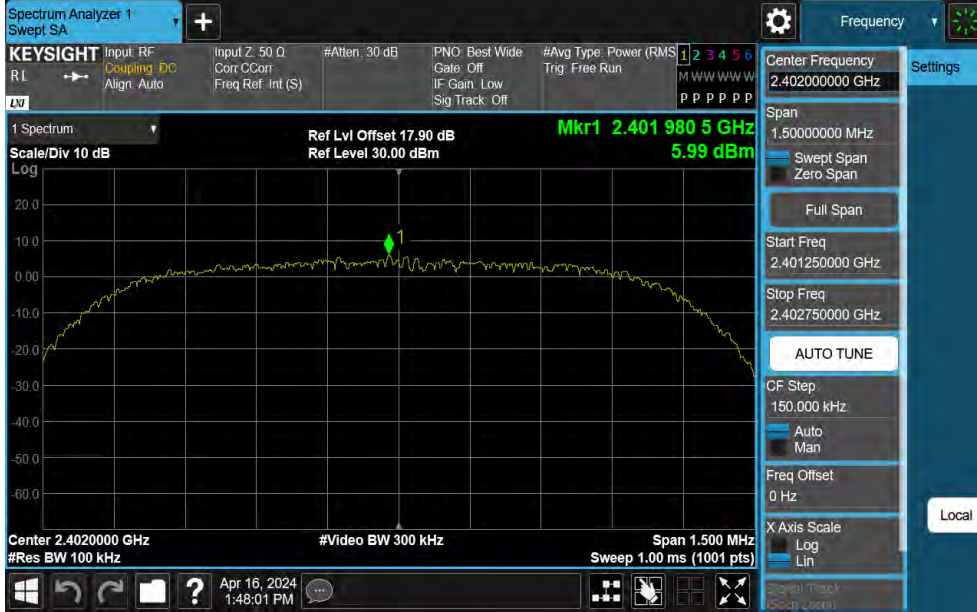 Spectrum Analyzer 1
Swept SA
+
Frequency
KEYSIGHT
RL
LXI
Input: RF
Coupling: DC
Align: Auto
Input Z: 50 Ω
Corr CCorr
Freq Ref: Int (S)
#Atten: 30 dB
PNO: Best Wide
Gate: Off
IF Gain: Low
Sig Track: Off
#Avg Type: Power (RMS
Trig: Free Run
1 2 3 4 5 6
M W W W W W
P P P P P P
1 Spectrum
Scale/Div 10 dB
Ref Lvl Offset 17.90 dB
Ref Level 30.00 dBm
Mkr1 2.401 980 5 GHz
5.99 dBm
Log
20.0
10.0
0.00
-10.0
-20.0
-30.0
-40.0
-50.0
-60.0
1
Center 2.4020000 GHz
#Res BW 100 kHz
#Video BW 300 kHz
Span 1.500 MHz
Sweep 1.00 ms (1001 pts)
Apr 16, 2024
1:48:01 PM
?
Center Frequency
2.402000000 GHz
Span
1.50000000 MHz
Swept Span
Zero Span
Full Span
Start Freq
2.401250000 GHz
Stop Freq
2.402750000 GHz
AUTO TUNE
CF Step
150.000 kHz
Auto
Man
Freq Offset
0 Hz
X Axis Scale
Log
Lin
Signal Track
(Span Zoom)
Settings
Local